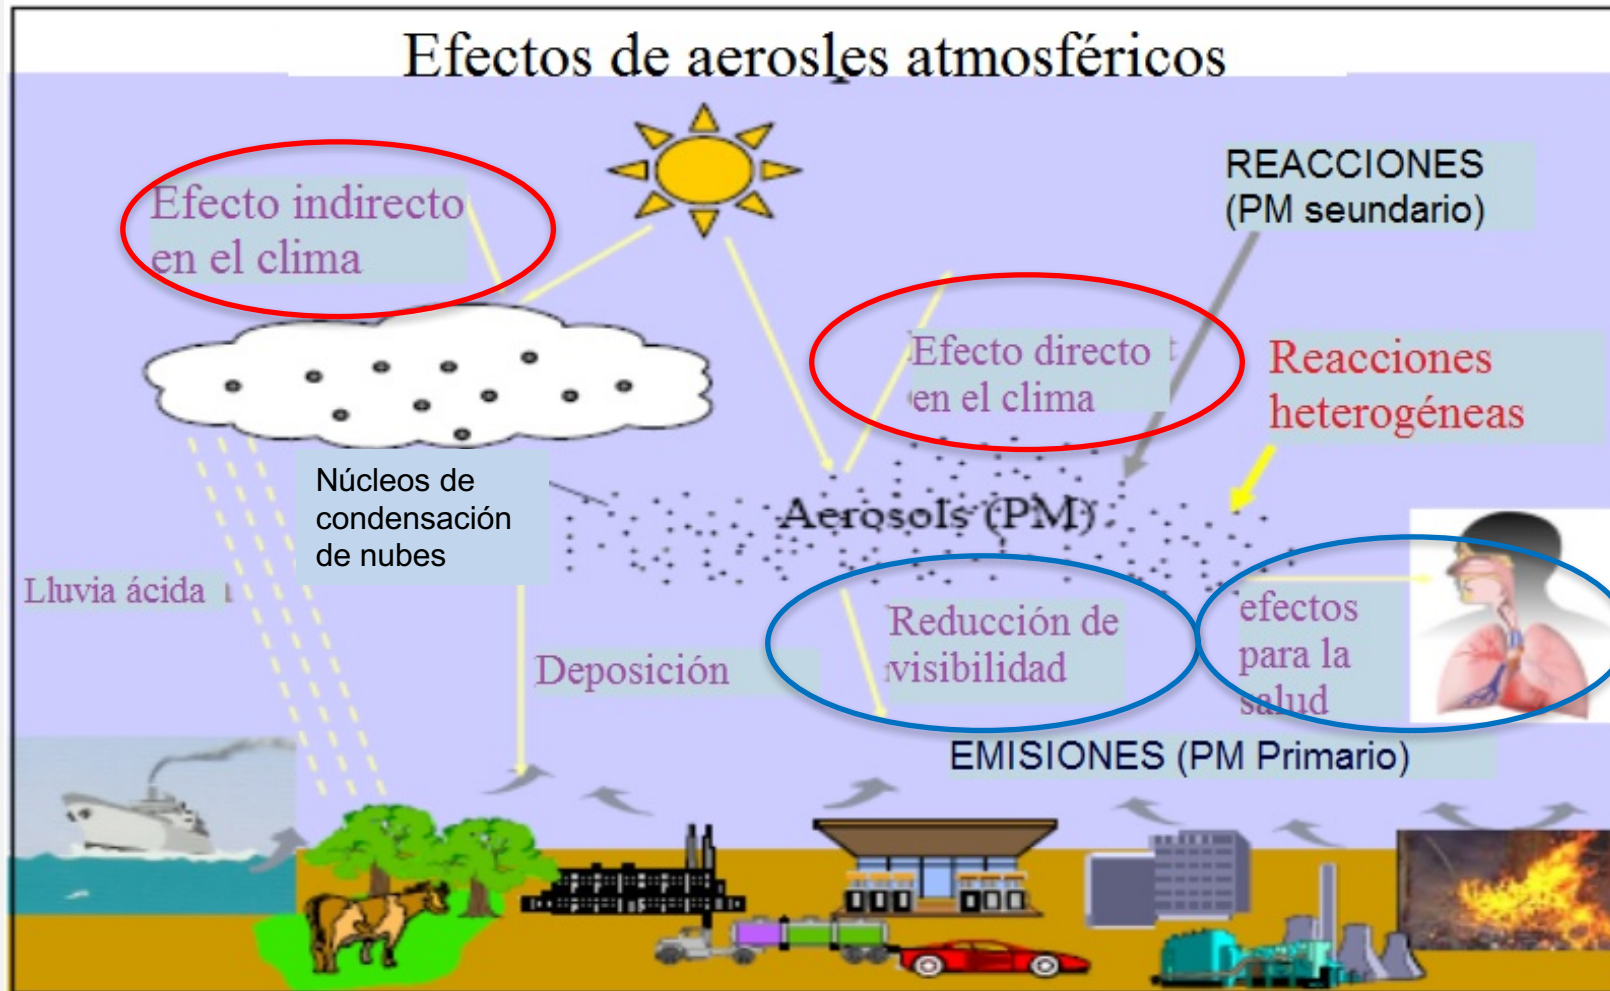 Efectos de aerosles atmosféricos
Efecto indirecto
en el clima
REACCIONES
(PM seundario)
Efecto directo
en el clima
Reacciones
heterogéneas
Núcleos de
condensación
de nubes
Aerosols (PM)
Lluvia ácida
Deposición
Reducción de
visibilidad
efectos
para la
salud
EMISIONES (PM Primario)